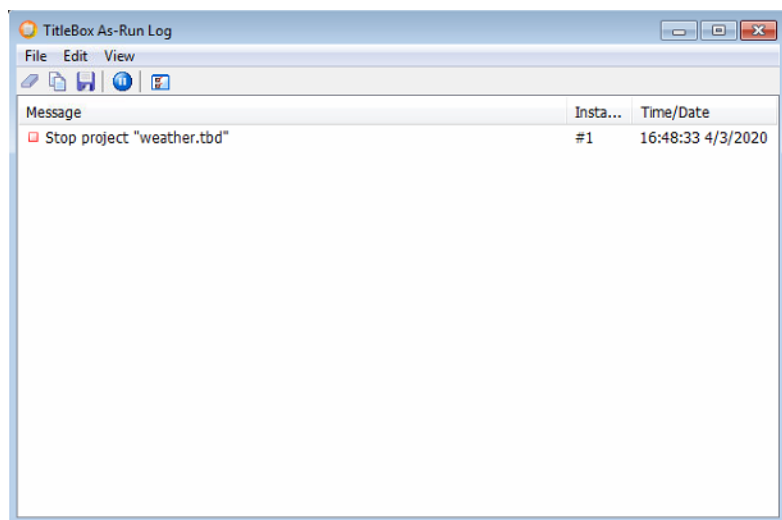 TitleBox As-Run Log
File Edit View
Message Insta... Time/Date
Stop project "weather.tbd" #1 16:48:33 4/3/2020